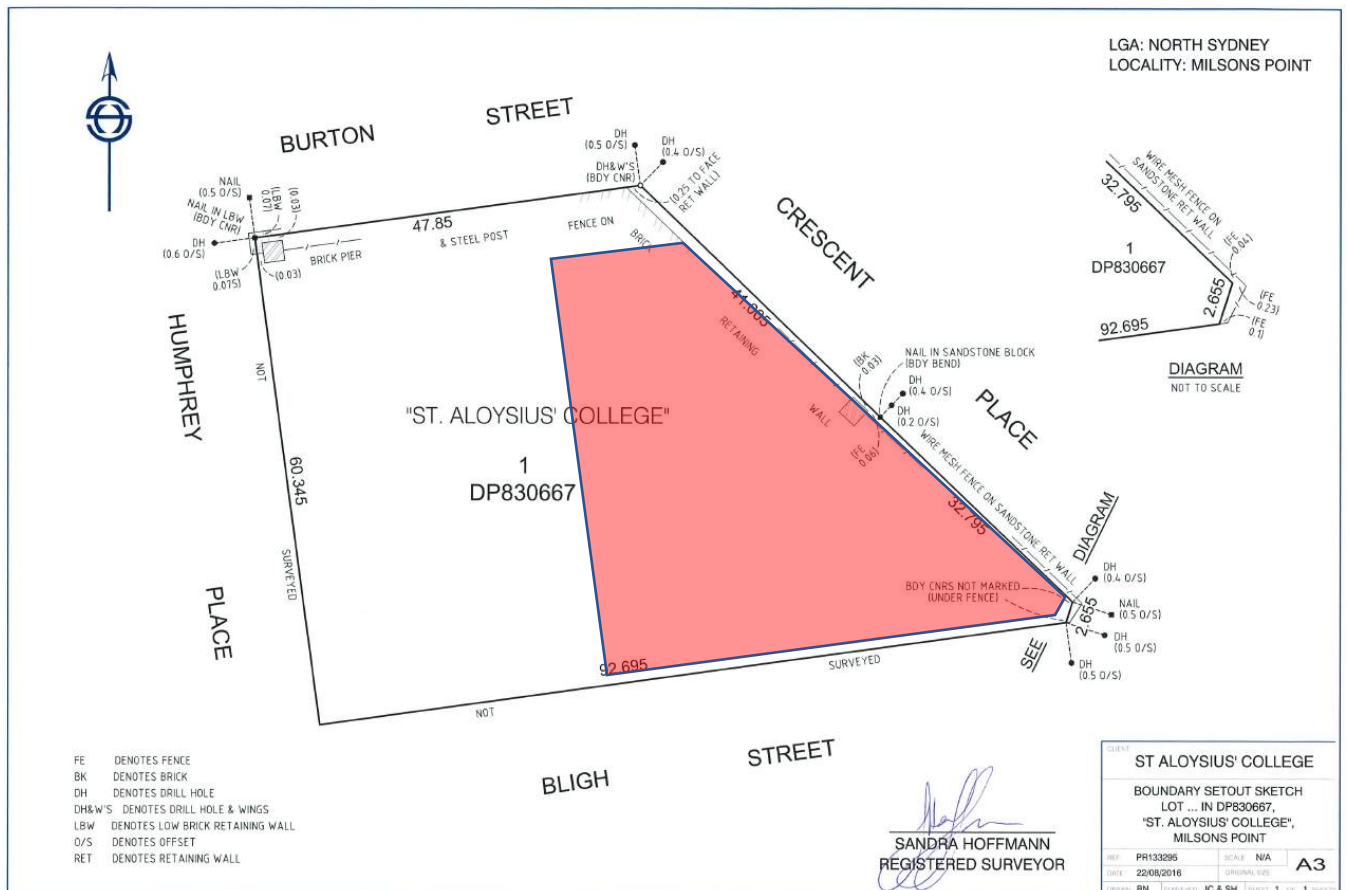 LGA: NORTH SYDNEY
LOCALITY: MILSONS POINT
BURTON STREET
DH
(0.5 O/S)
DH
(0.4 O/S)
DH&W'S
(BDY CNR)
(0.25 TO FACE
RET WALL)
NAIL
(0.5 O/S)
NAIL IN LBW
(BDY CNR)
(LBW
0.07)
(0.03)
DH
(0.6 O/S)
(LBW
0.075)
(0.03)
BRICK PIER
& STEEL POST
FENCE ON
BRICK
RETAINING
WALL
47.85
CRESCENT
PLACE
WIRE MESH FENCE ON
SANDSTONE RET WALL
32.795
(FE
0.04)
1
DP830667
2.655
(FE
0.23)
(FE
0.1)
92.695
DIAGRAM
NOT TO SCALE
HUMPHREY
PLACE
NOT
60.345
SURVEYED
"ST. ALOYSIUS' COLLEGE"
1
DP830667
(BK
0.03)
NAIL IN SANDSTONE BLOCK
(BDY BEND)
DH
(0.4 O/S)
DH
(0.2 O/S)
(FE
0.06)
WIRE MESH FENCE ON SANDSTONE RET WALL
32.795
BDY CNRS NOT MARKED
(UNDER FENCE)
SEE
DIAGRAM
DH
(0.4 O/S)
NAIL
(0.5 O/S)
2.655
DH
(0.5 O/S)
DH
(0.5 O/S)
92.695
NOT
SURVEYED
BLIGH STREET
FE DENOTES FENCE
BK DENOTES BRICK
DH DENOTES DRILL HOLE
DH&W'S DENOTES DRILL HOLE & WINGS
LBW DENOTES LOW BRICK RETAINING WALL
O/S DENOTES OFFSET
RET DENOTES RETAINING WALL
SANDRA HOFFMANN
REGISTERED SURVEYOR
CLIENT
ST ALOYSIUS' COLLEGE
BOUNDARY SETOUT SKETCH
LOT ... IN DP830667,
"ST. ALOYSIUS' COLLEGE",
MILSONS POINT
REF: PR133295 SCALE N/A A3
DATE 22/08/2016 ORIGINAL SIZE